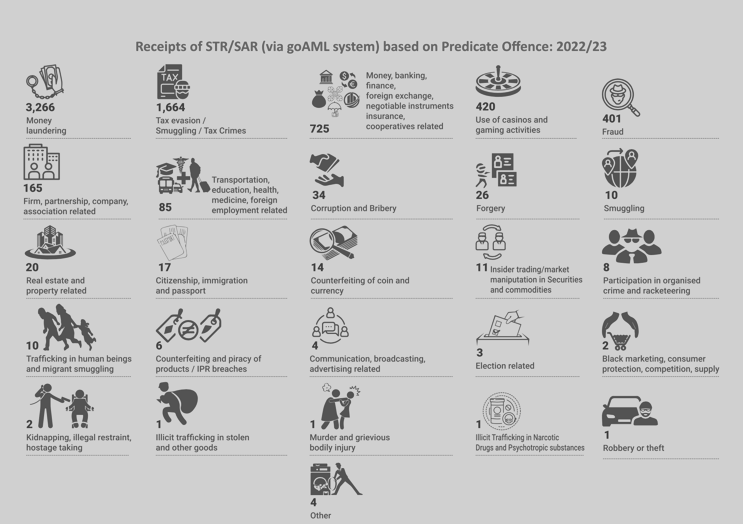 Receipts of STR/SAR (via goAML system) based on Predicate Offence: 2022/23
3,266
Money
laundering
TAX
1,664
Tax evasion /
Smuggling / Tax Crimes
725
Money, banking,
finance,
foreign exchange,
negotiable instruments
insurance,
cooperatives related
420
Use of casinos and
gaming activities
401
Fraud
165
Firm, partnership, company,
association related
85
Transportation,
education, health,
medicine, foreign
employment related
34
Corruption and Bribery
26
Forgery
10
Smuggling
20
Real estate and
property related
17
Citizenship, immigration
and passport
14
Counterfeiting of coin and
currency
11 Insider trading/market
maniputation in Securities
and commodities
8
Participation in organised
crime and racketeering
10
Trafficking in human beings
and migrant smuggling
6
Counterfeiting and piracy of
products / IPR breaches
4
Communication, broadcasting,
advertising related
3
Election related
2
Black marketing, consumer
protection, competition, supply
2
Kidnapping, illegal restraint,
hostage taking
1
Illicit trafficking in stolen
and other goods
1
Murder and grievious
bodily injury
1
Illicit Trafficking in Narcotic
Drugs and Psychotropic substances
1
Robbery or theft
4
Other